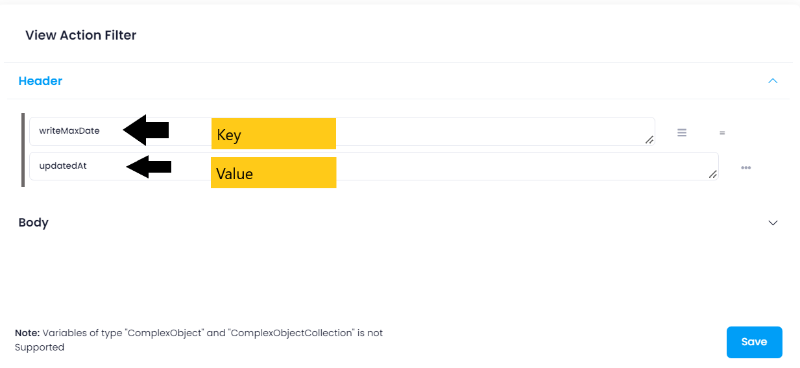 View Action Filter
Header
writeMaxDate
Key
=
updatedAt
Value
Body
Note: Variables of type "ComplexObject" and "ComplexObjectCollection" is not
Supported
Save